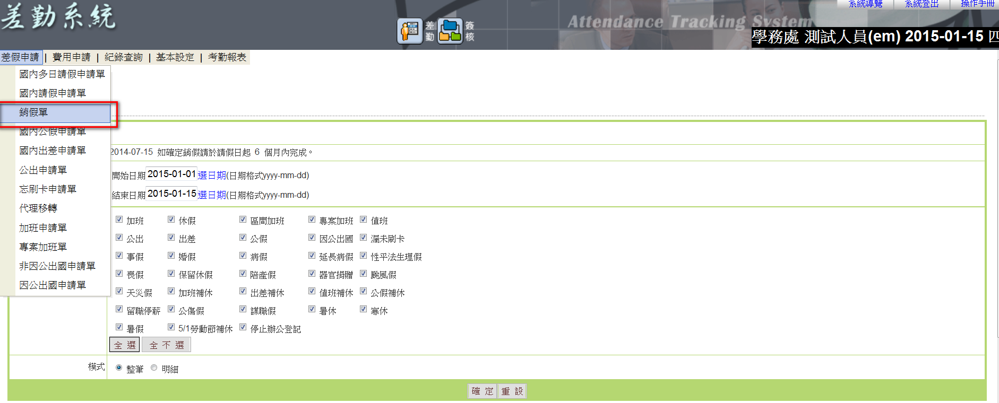 差勤系統
差勤 簽核
Attendance Tracking System
系統導覽 系統登出 操作手冊
學務處 測試人員(em) 2015-01-15 四
差假申請 | 費用申請 | 紀錄查詢 | 基本設定 | 考勤報表
國內多日請假申請單
國內請假申請單
銷假單
國內公假申請單
國內出差申請單
公出申請單
忘刷卡申請單
代理移轉
加班申請單
專案加班單
非因公出國申請單
因公出國申請單
2014-07-15 如確定銷假請於請假日起 6 個月內完成。
開始日期 2015-01-01 選日期(日期格式yyyy-mm-dd)
結束日期 2015-01-15 選日期(日期格式yyyy-mm-dd)
加班 休假 區間加班 專案加班 值班
公出 出差 公假 因公出國 漏未刷卡
事假 婚假 病假 延長病假 性平法生理假
喪假 保留休假 陪產假 器官捐贈 颱風假
天災假 加班補休 出差補休 值班補休 公假補休
留職停薪 公傷假 謀職假 暑休 寒休
暑假 5/1勞動節補休 停止辦公登記
全選 全不選
模式 整筆 明細
確定 重設